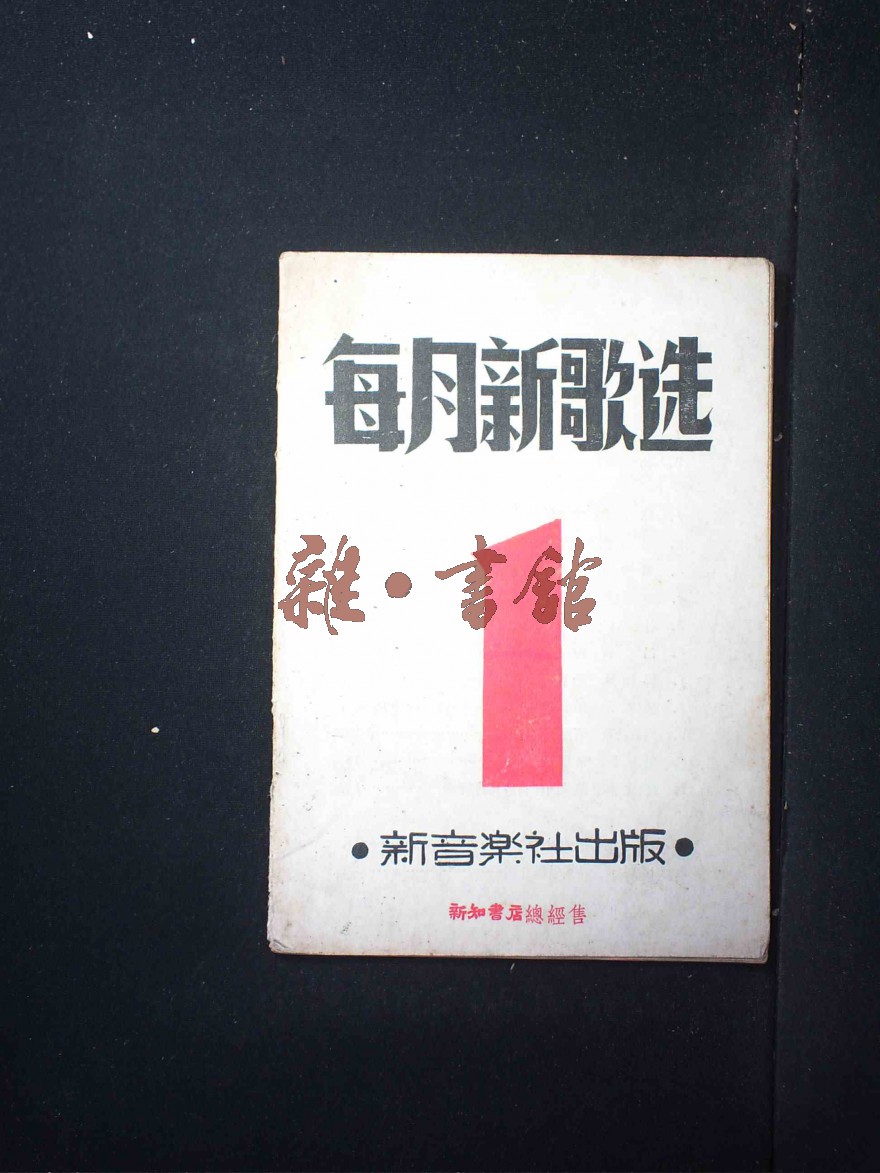 每月新歌选
雜•書館
1
•新音楽社出版•
新知書店總經售